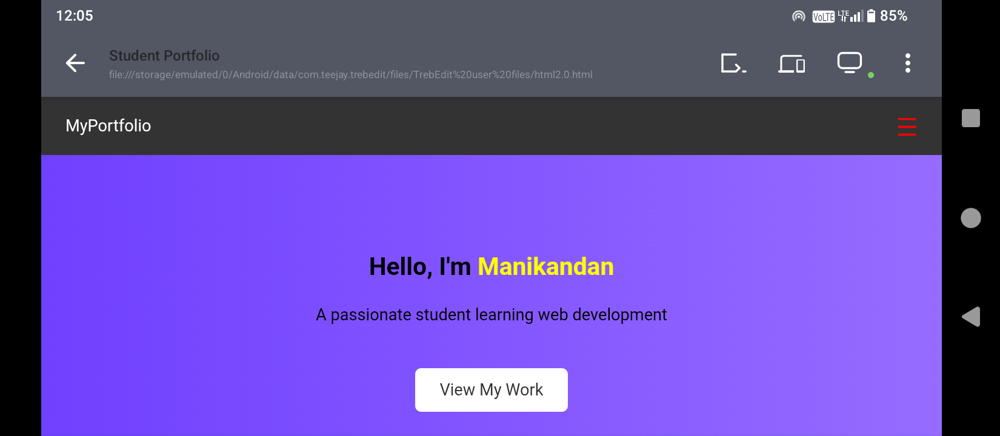 12:05
VoLTE LTE 85%
Student Portfolio
file:///storage/emulated/0/Android/data/com.teejay.trebedit/files/TrebEdit%20user%20files/html2.0.html
MyPortfolio
Hello, I'm Manikandan
A passionate student learning web development
View My Work